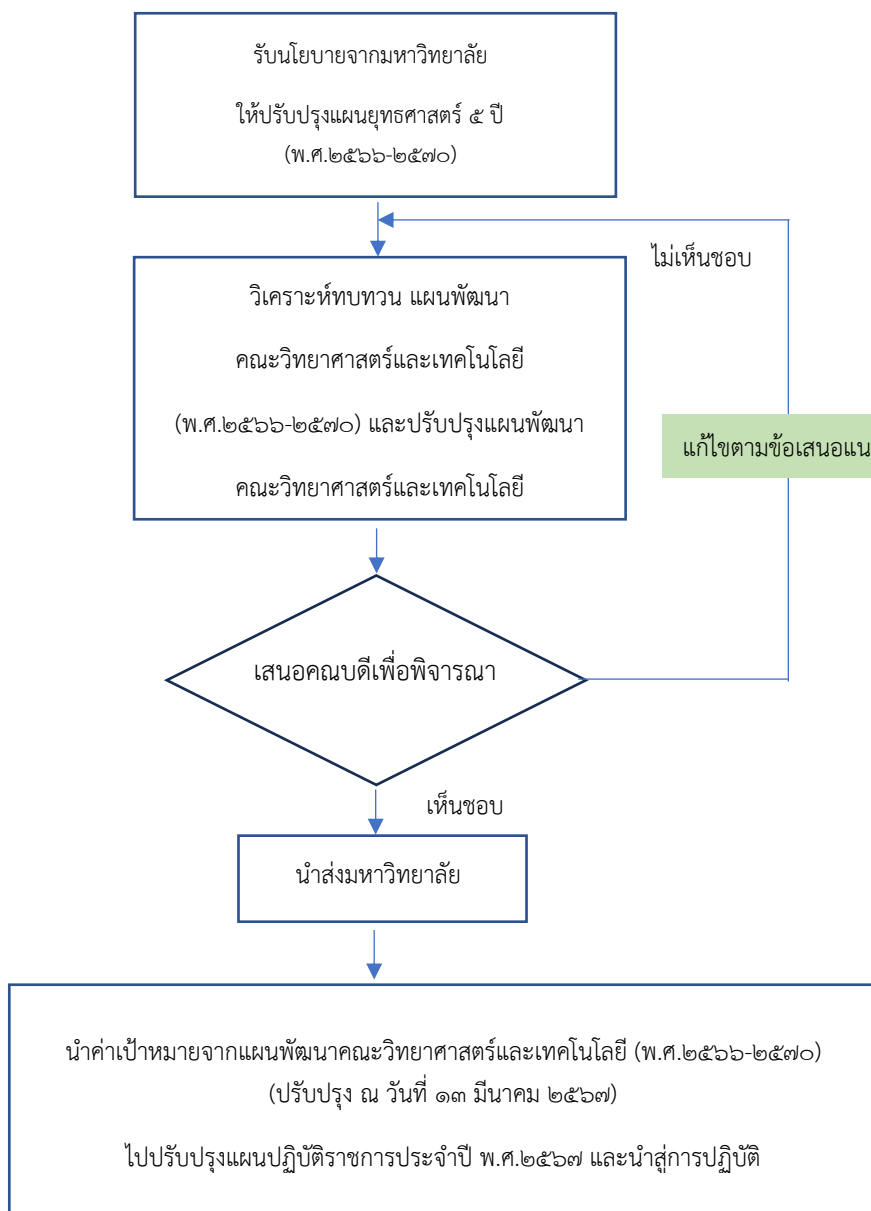 รับนโยบายจากมหาวิทยาลัย
ให้ปรับปรุงแผนยุทธศาสตร์ ๕ ปี
(พ.ศ.๒๕๖๖-๒๕๗๐)
ไม่เห็นชอบ
วิเคราะห์ทบทวน แผนพัฒนา
คณะวิทยาศาสตร์และเทคโนโลยี
(พ.ศ.๒๕๖๖-๒๕๗๐) และปรับปรุงแผนพัฒนา
คณะวิทยาศาสตร์และเทคโนโลยี
แก้ไขตามข้อเสนอแน
เสนอคณบดีเพื่อพิจารณา
เห็นชอบ
นำส่งมหาวิทยาลัย
นำค่าเป้าหมายจากแผนพัฒนาคณะวิทยาศาสตร์และเทคโนโลยี (พ.ศ.๒๕๖๖-๒๕๗๐)
(ปรับปรุง ณ วันที่ ๑๓ มีนาคม ๒๕๖๗)
ไปปรับปรุงแผนปฏิบัติราชการประจำปี พ.ศ.๒๕๖๗ และนำสู่การปฏิบัติ